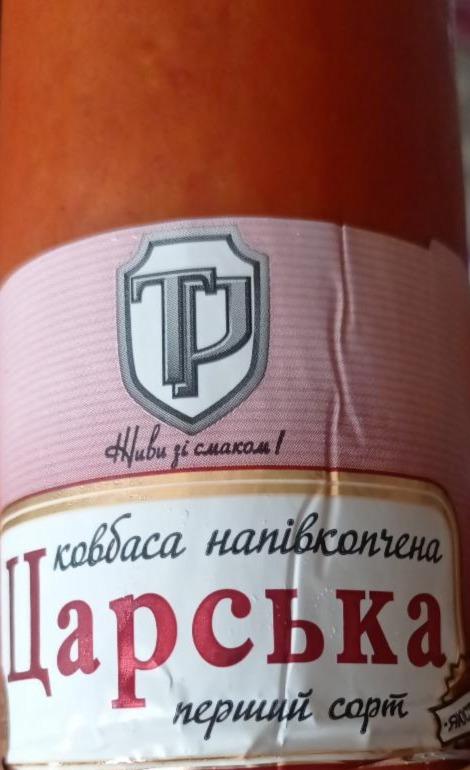 ТР
Живи зі смаком!
ковбаса напівкопчена
Царська
перший сорт